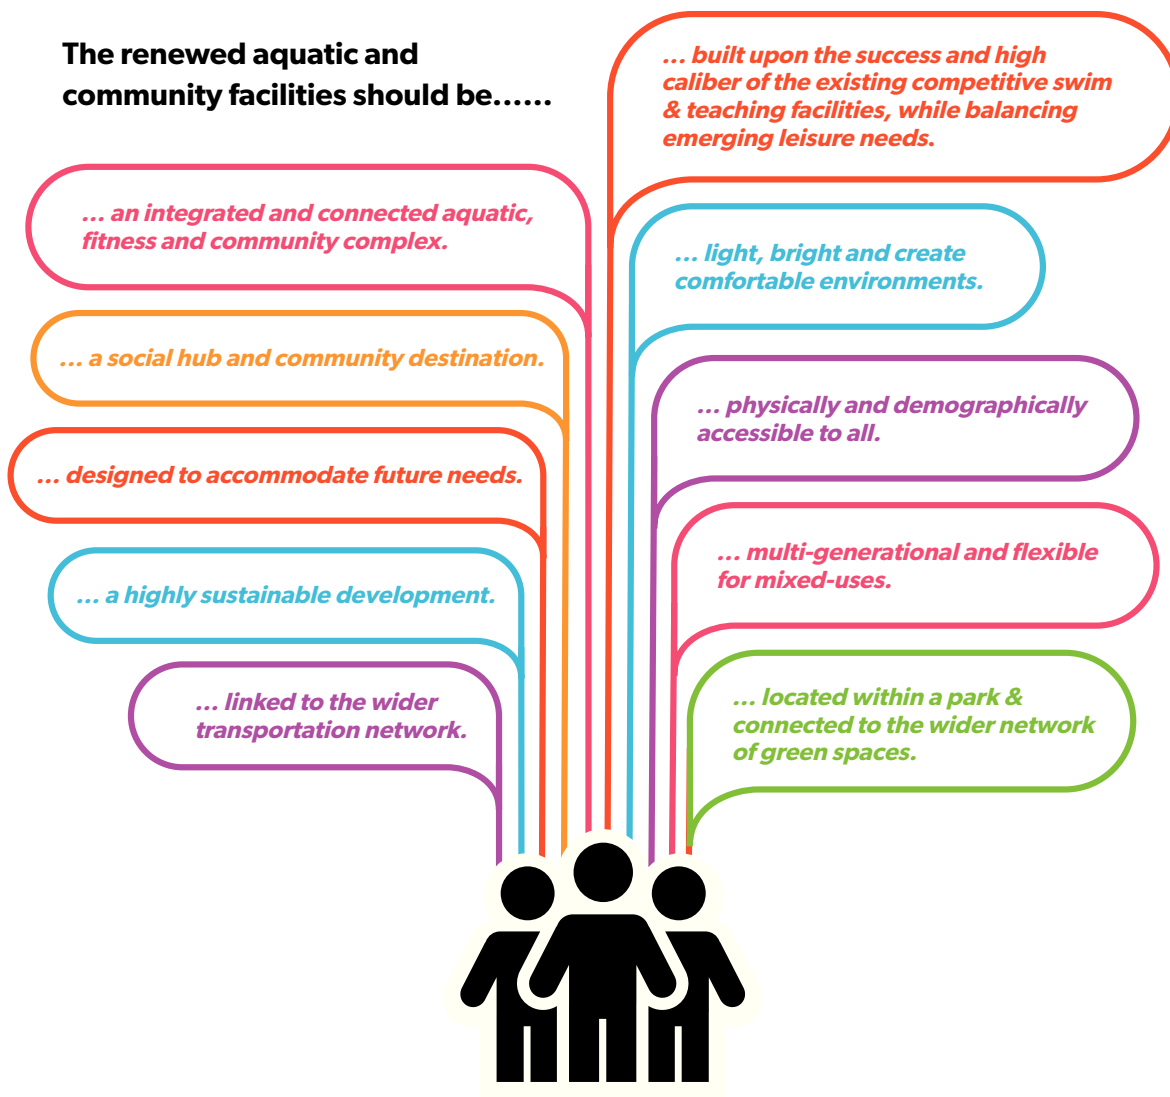 The renewed aquatic and
community facilities should be......
... an integrated and connected aquatic,
fitness and community complex.
... a social hub and community destination.
... designed to accommodate future needs.
... a highly sustainable development.
... linked to the wider
transportation network.
... built upon the success and high
caliber of the existing competitive swim
& teaching facilities, while balancing
emerging leisure needs.
... light, bright and create
comfortable environments.
... physically and demographically
accessible to all.
... multi-generational and flexible
for mixed-uses.
... located within a park &
connected to the wider network
of green spaces.